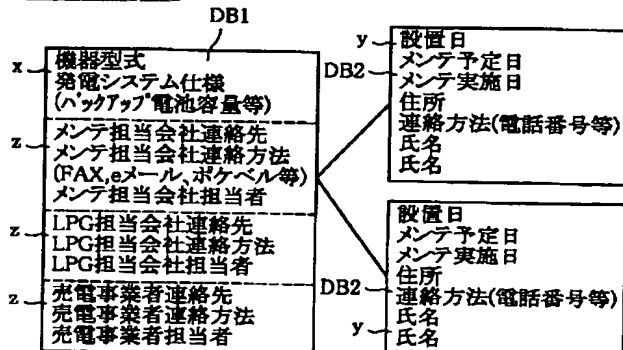 DB1
x
機器型式
発電システム仕様
(バックアップ電池容量等)
z
メンテ担当会社連絡先
メンテ担当会社連絡方法
(FAX,eメール、ポケベル等)
メンテ担当会社担当者
z
LPG担当会社連絡先
LPG担当会社連絡方法
LPG担当会社担当者
z
売電事業者連絡先
売電事業者連絡方法
売電事業者担当者
y
DB2
設置日
メンテ予定日
メンテ実施日
住所
連絡方法(電話番号等)
氏名
氏名
DB2
y
設置日
メンテ予定日
メンテ実施日
住所
連絡方法(電話番号等)
氏名
氏名